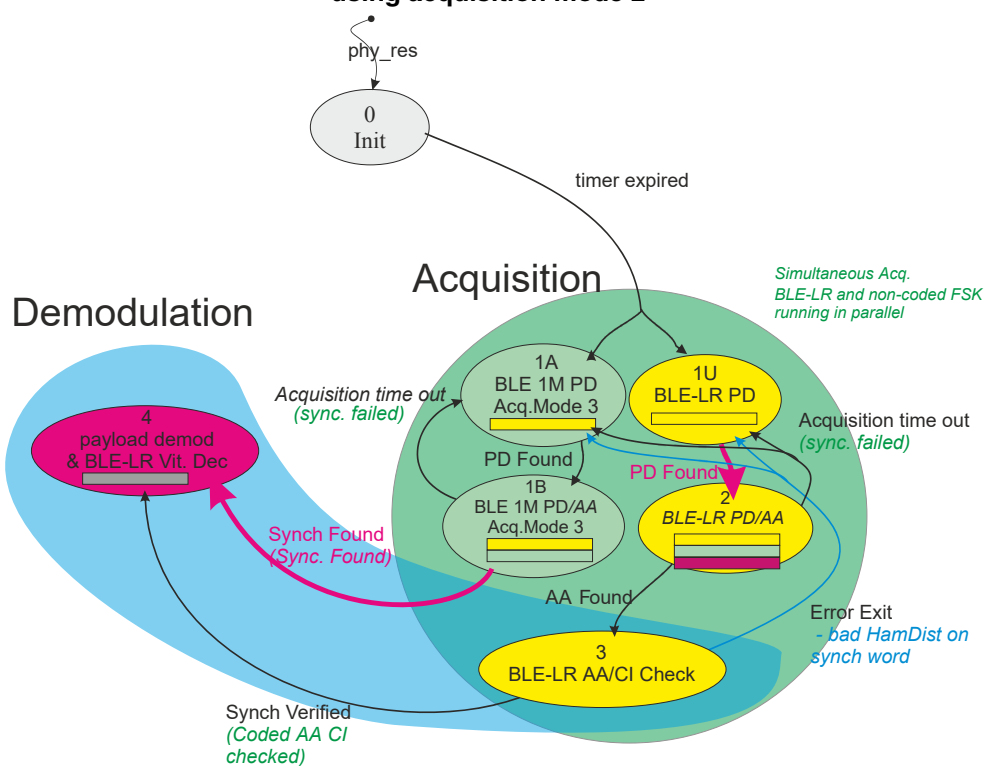 using acquisition mode 2
phy_res
0
Init
timer expired
Acquisition
Simultaneous Acq.
BLE-LR and non-coded FSK
running in parallel
Demodulation
1A
BLE 1M PD
Acq.Mode 3
1U
BLE-LR PD
Acquisition time out
(sync. failed)
Acquisition time out
(sync. failed)
4
payload demod
& BLE-LR Vit. Dec
PD Found
PD Found
1B
BLE 1M PD/AA
Acq.Mode 3
2
BLE-LR PD/AA
Synch Found
(Sync. Found)
AA Found
Error Exit
- bad HamDist on
synch word
3
BLE-LR AA/CI Check
Synch Verified
(Coded AA CI
checked)